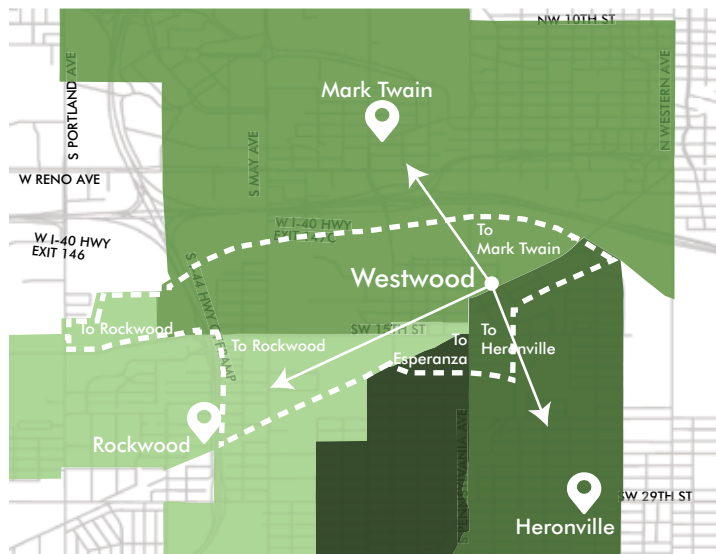 NW 10TH ST
Mark Twain
S PORTLAND AVE
N WESTERN AVE
S MAY AVE
W RENO AVE
W I-40 HWY
EXIT 147C
W I-40 HWY
EXIT 146
To
Mark Twain
Westwood
To Rockwood
To Rockwood
SW 15TH ST
To
Esperanza
To
Heronville
Rockwood
SW 29TH ST
Heronville